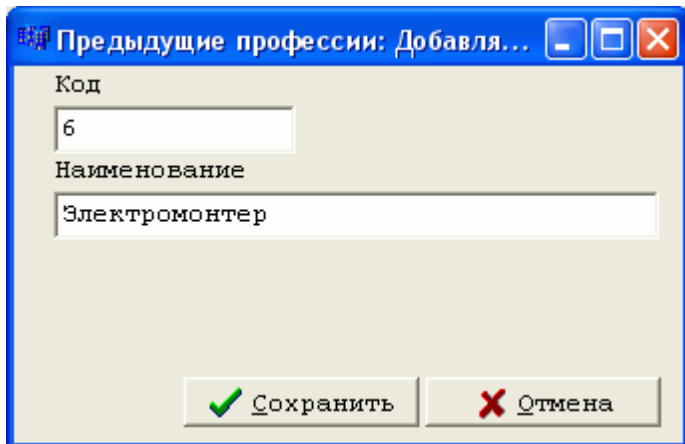 Предыдущие профессии: Добавля...
Код
6
Наименование
Электромонтер
Сохранить
Отмена